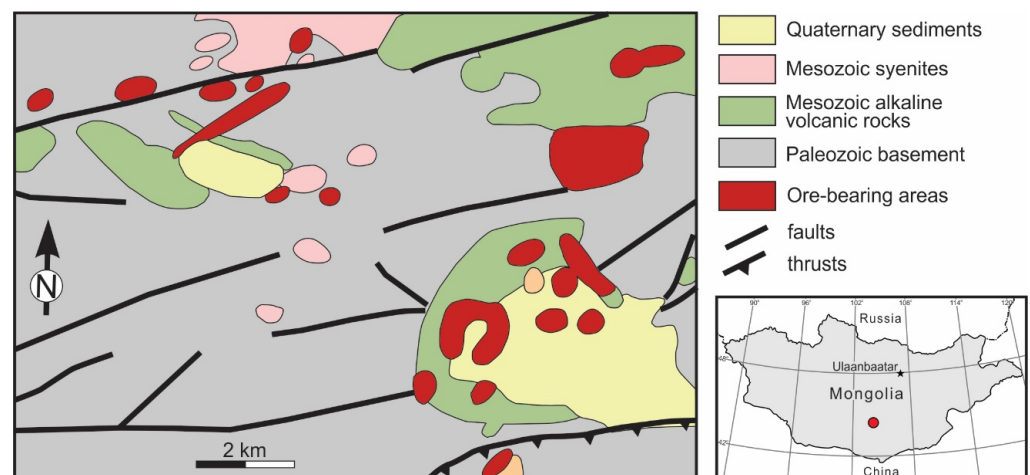 Quaternary sediments
Mesozoic syenites
Mesozoic alkaline
volcanic rocks
Paleozoic basement
Ore-bearing areas
faults
thrusts
N
2 km
90° 96° 102° 108° 114° 120°
Russia
48°
Ulaanbaatar
Mongolia
42°
China